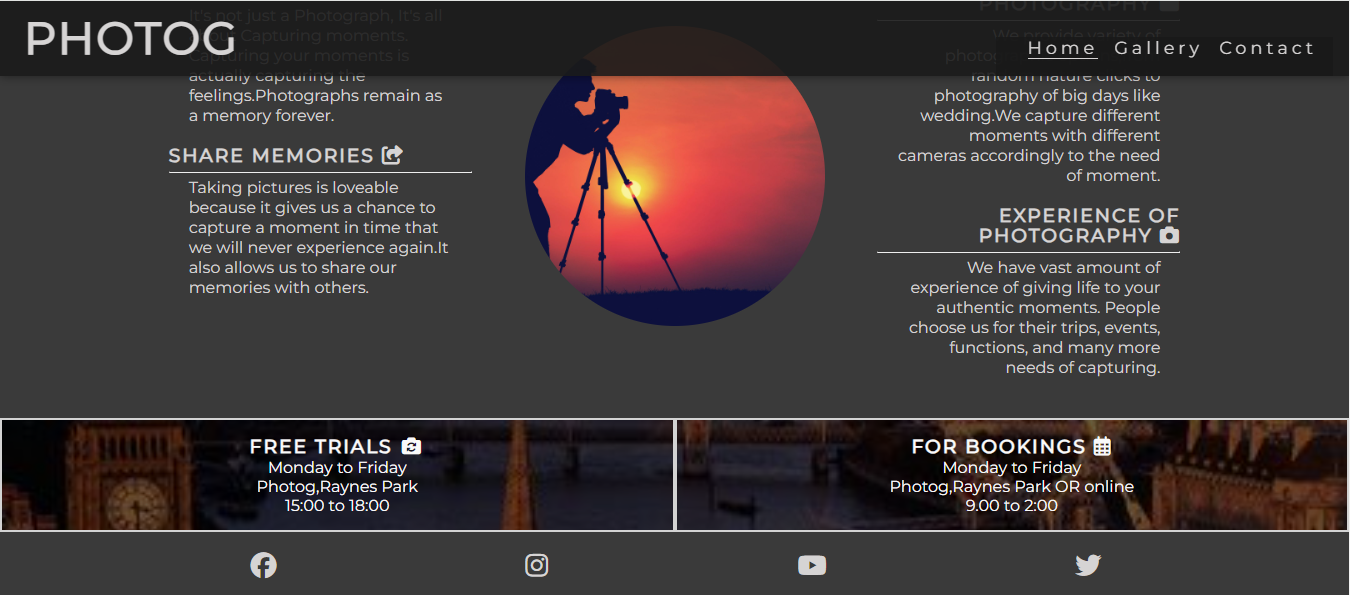 PHOTOG
Home Gallery Contact
It's not just a Photograph, It's all
about Capturing moments.
Capturing your moments is
actually capturing the
feelings.Photographs remain as
a memory forever.
SHARE MEMORIES
Taking pictures is loveable
because it gives us a chance to
capture a moment in time that
we will never experience again.It
also allows us to share our
memories with others.
PHOTOGRAPHY
We provide variety of
random nature clicks to
photography of big days like
wedding.We capture different
moments with different
cameras accordingly to the need
of moment.
EXPERIENCE OF
PHOTOGRAPHY
We have vast amount of
experience of giving life to your
authentic moments. People
choose us for their trips, events,
functions, and many more
needs of capturing.
FREE TRIALS
Monday to Friday
Photog,Raynes Park
15:00 to 18:00
FOR BOOKINGS
Monday to Friday
Photog,Raynes Park OR online
9.00 to 2:00